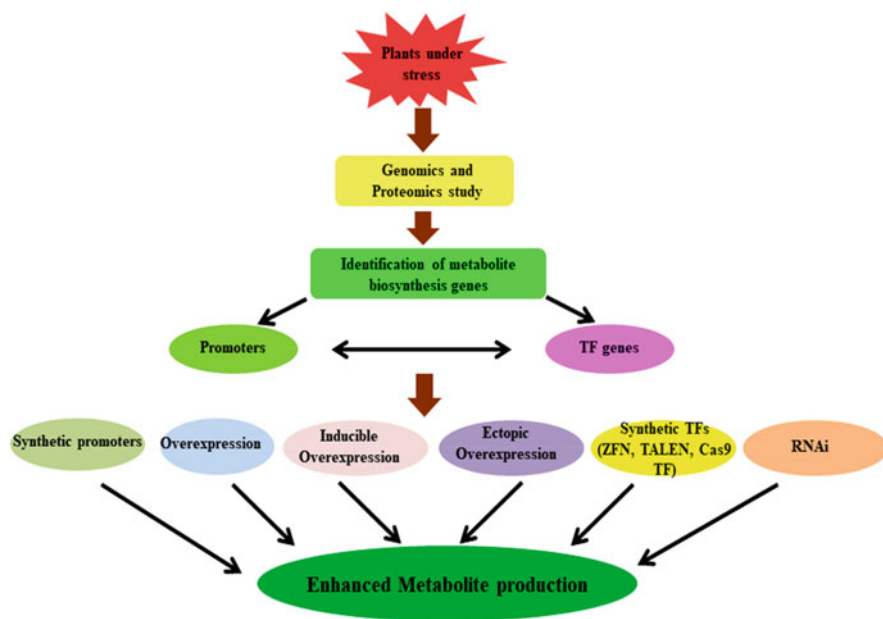 Plants under
stress
Genomics and
Proteomics study
Identification of metabolite
biosynthesis genes
Promoters
TF genes
Synthetic promoters
Overexpression
Inducible
Overexpression
Ectopic
Overexpression
Synthetic TFs
(ZFN, TALEN, Cas9
TF)
RNAi
Enhanced Metabolite production